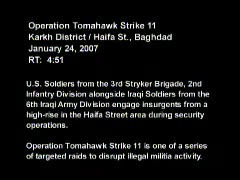 Operation Tomahawk Strike 11
Karkh District / Haifa St., Baghdad
January 24, 2007
RT:  4:51
U.S. Soldiers from the 3rd Stryker Brigade, 2nd
Infantry Division alongside Iraqi Soldiers from the
6th Iraqi Army Division engage insurgents from a
high-rise in the Haifa Street area during security
operations.
Operation Tomahawk Strike 11 is one of a
series of targeted raids to disrupt illegal militia activity.